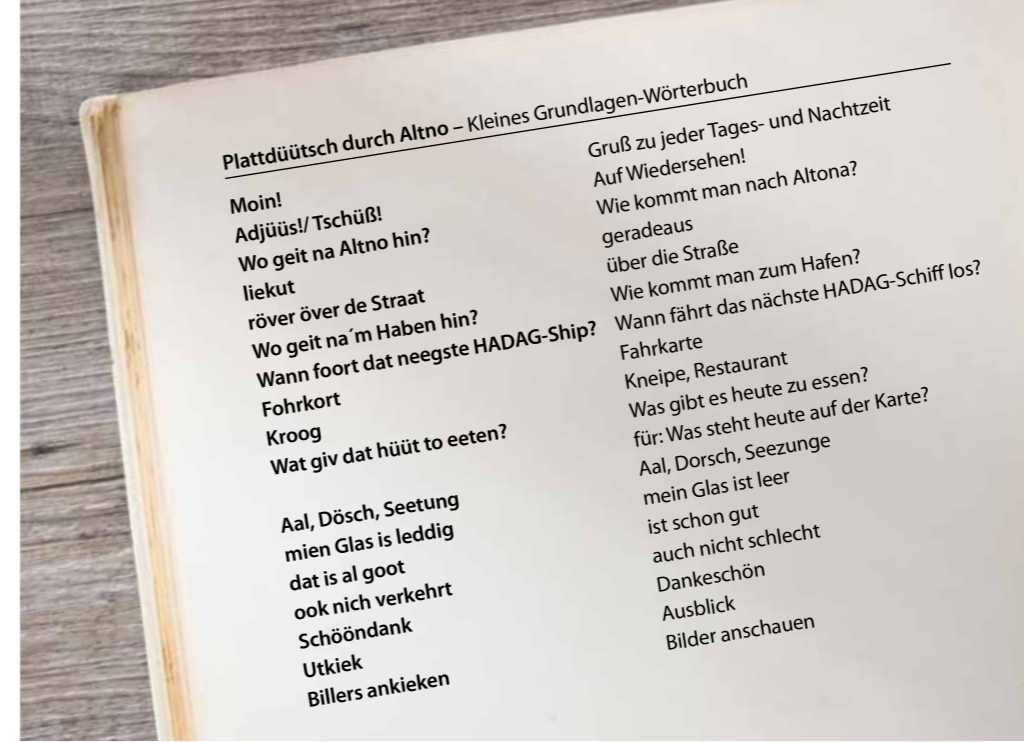 Plattdüütsch durch Altno – Kleines Grundlagen-Wörterbuch
Moin! Gruß zu jeder Tages- und Nachtzeit
Adjüüs!/ Tschüß! Auf Wiedersehen!
Wo geit na Altno hin? Wie kommt man nach Altona?
liekut geradeaus
röver över de Straat über die Straße
Wo geit na´m Haben hin? Wie kommt man zum Hafen?
Wann foort dat neegste HADAG-Ship? Wann fährt das nächste HADAG-Schiff los?
Fohrkort Fahrkarte
Kroog Kneipe, Restaurant
Wat giv dat hüüt to eeten? Was gibt es heute zu essen?
für: Was steht heute auf der Karte?
Aal, Dösch, Seetung Aal, Dorsch, Seezunge
mien Glas is leddig mein Glas ist leer
dat is al goot ist schon gut
ook nich verkehrt auch nicht schlecht
Schööndank Dankeschön
Utkiek Ausblick
Billers ankieken Bilder anschauen